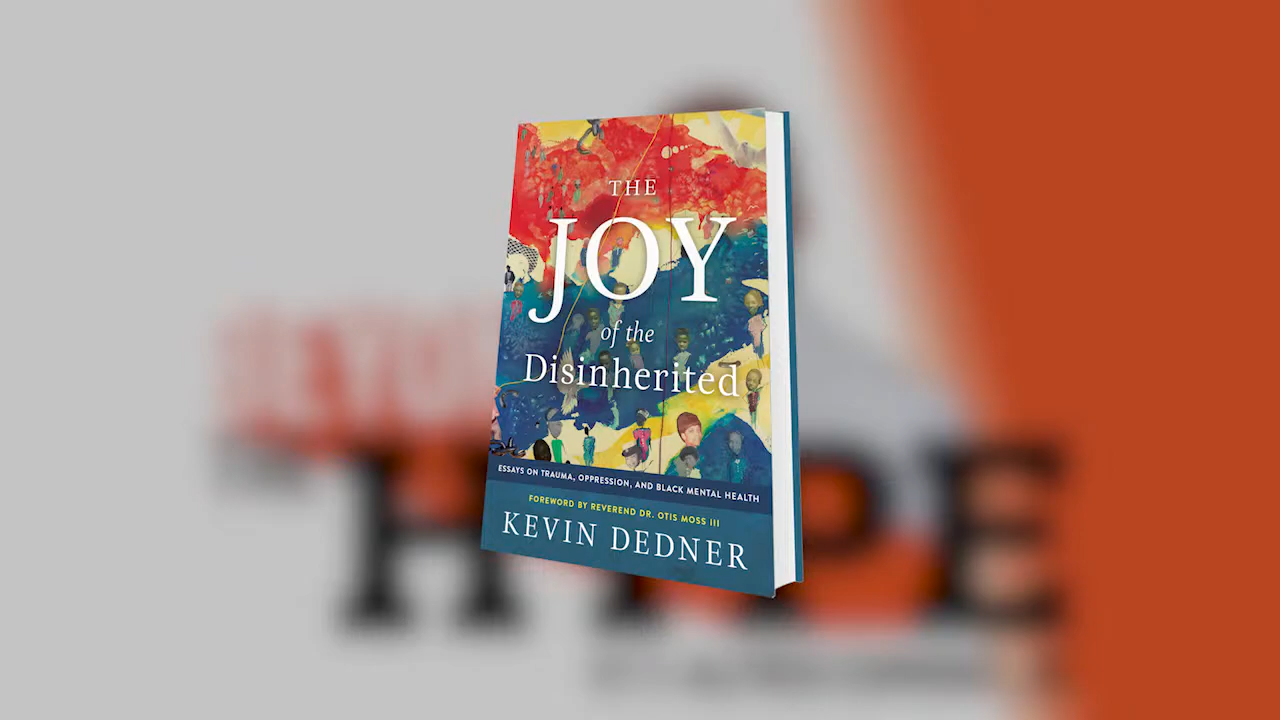 THE
JOY
of the
Disinherited
ESSAYS ON TRAUMA, OPPRESSION, AND BLACK MENTAL HEALTH
FOREWORD BY REVEREND DR. OTIS MOSS III
KEVIN DEDNER